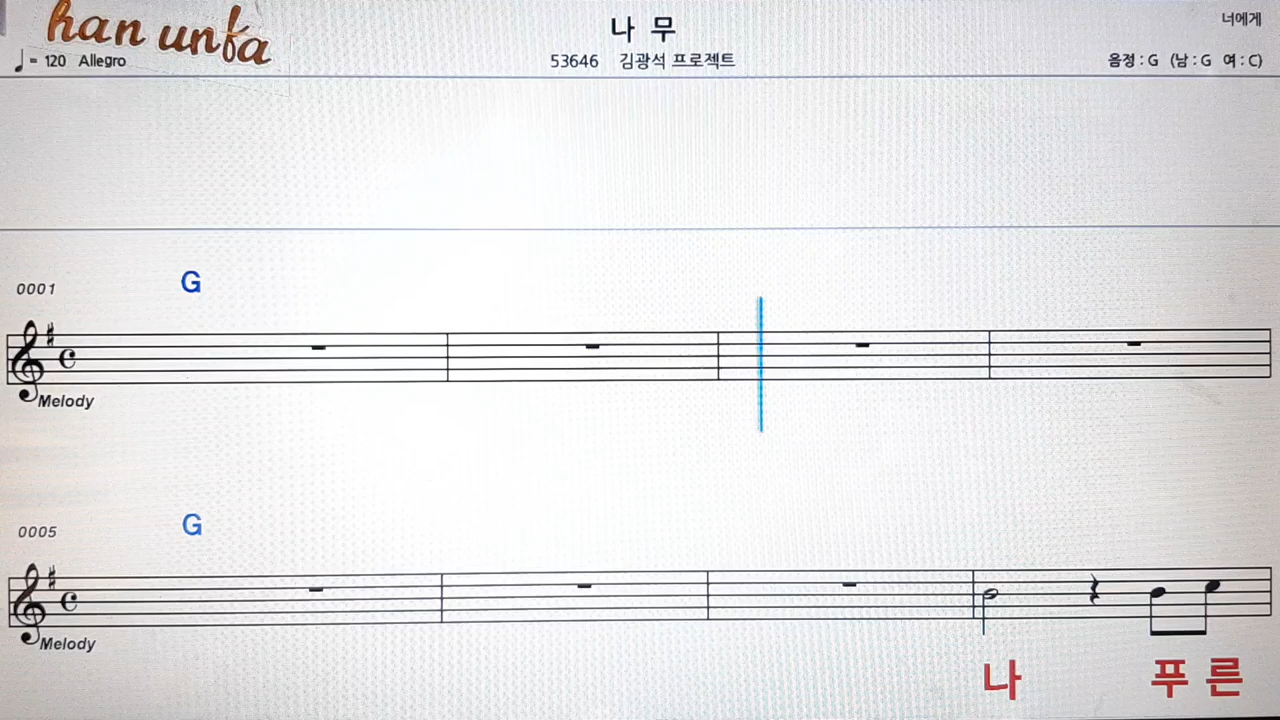 han unfa
나 무
너에게
♩= 120 Allegro
53646 김광석 프로젝트
음정 : G (남 : G 여 : C)
0001 G
Melody
0005 G
Melody
나 푸 른